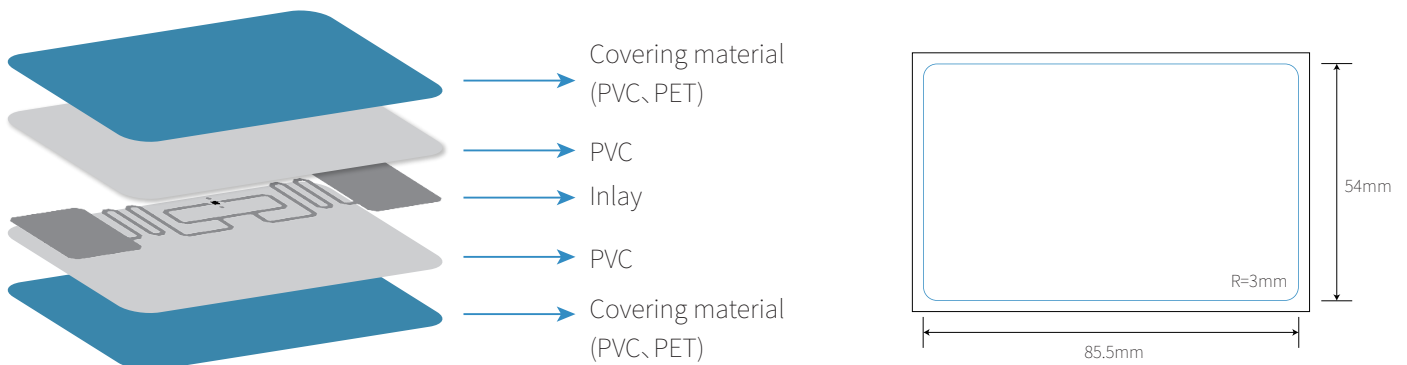 Covering material
(PVC、PET)
PVC
Inlay
PVC
Covering material
(PVC、PET)
54mm
R=3mm
85.5mm